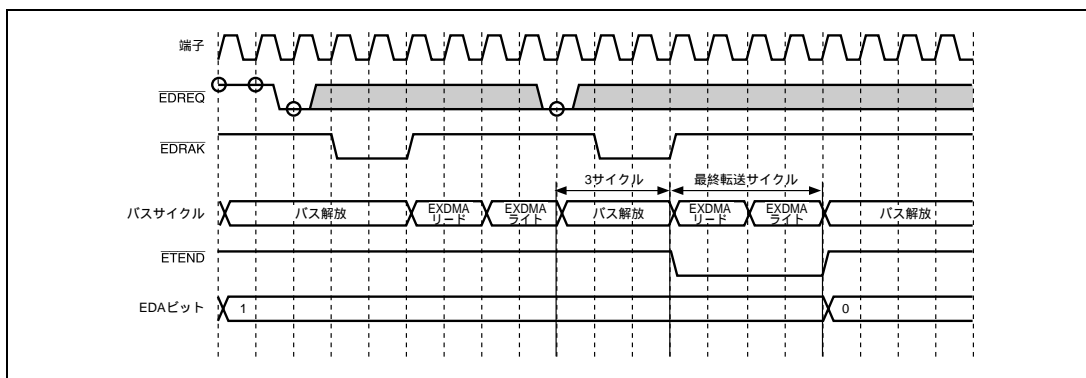 端子
EDREQ
EDRAK
3サイクル
最終転送サイクル
バスサイクル
バス解放
EXDMA
リード
EXDMA
ライト
バス解放
EXDMA
リード
EXDMA
ライト
バス解放
ETEND
EDAビット
1
0